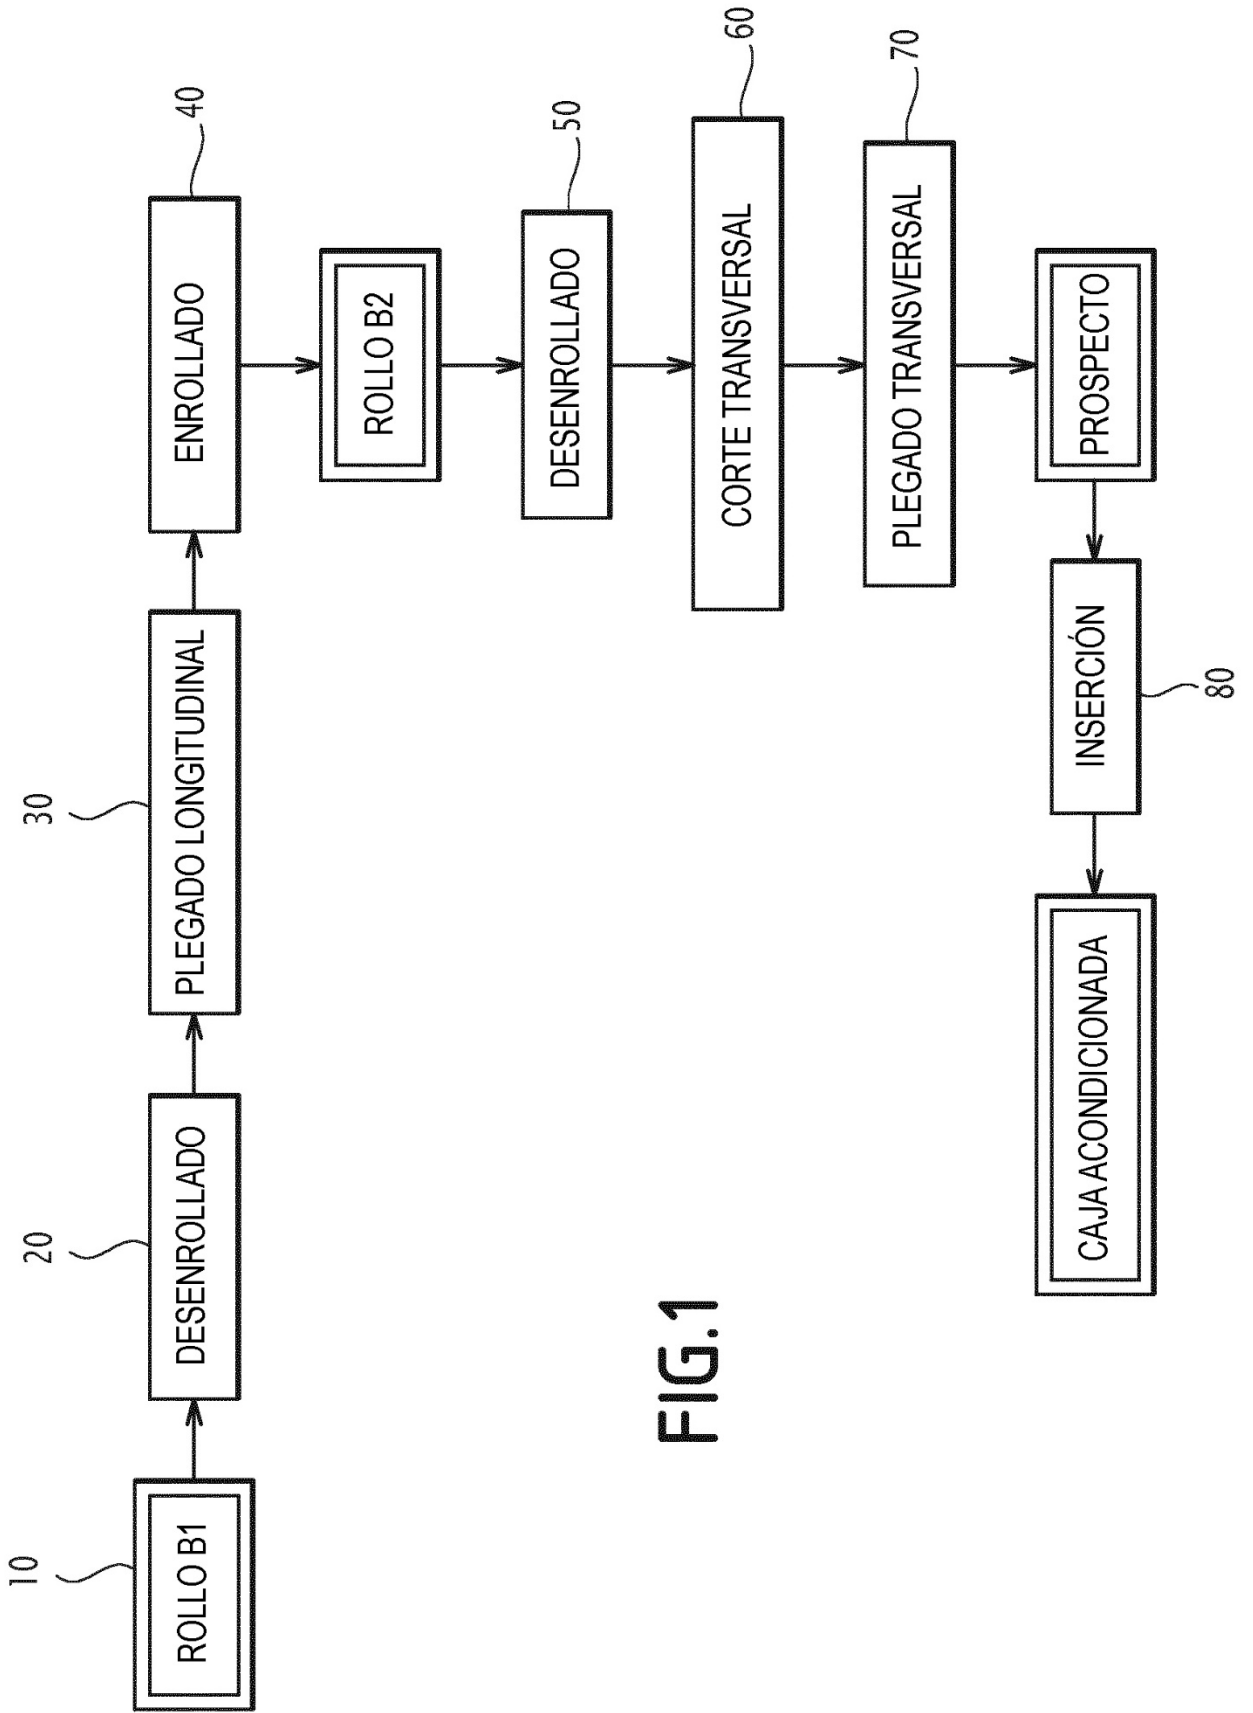 10
ROLLO B1
20
DESENROLLADO
30
PLEGADO LONGITUDINAL
40
ENROLLADO
ROLLO B2
50
DESENROLLADO
60
CORTE TRANSVERSAL
70
PLEGADO TRANSVERSAL
PROSPECTO
80
INSERCIÓN
CAJA ACONDICIONADA
FIG.1